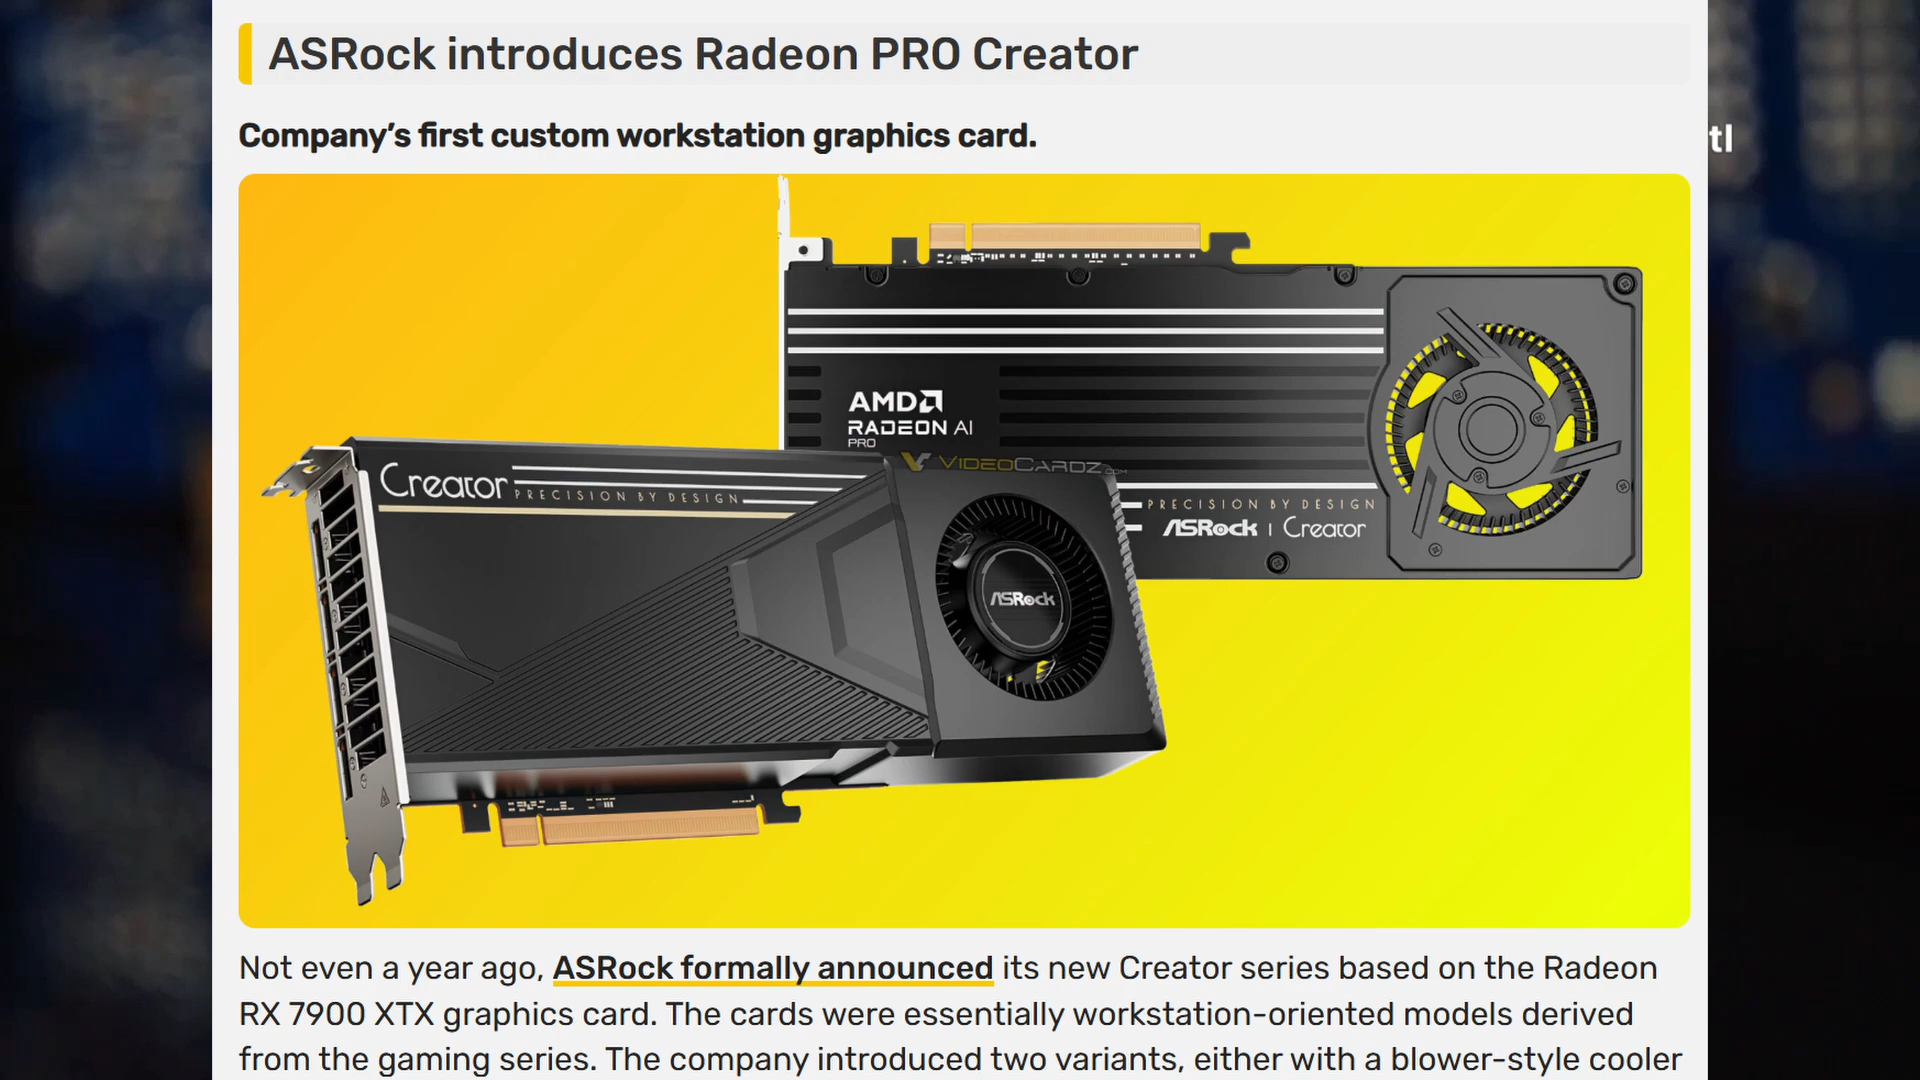 ASRock introduces Radeon PRO Creator
Company's first custom workstation graphics card.
tl
AMD
RADEON AI
PRO
VIDEOCARDZ.COM
Creator PRECISION BY DESIGN
PRECISION BY DESIGN
ASRock | Creator
ASRock
Not even a year ago, ASRock formally announced its new Creator series based on the Radeon
RX 7900 XTX graphics card. The cards were essentially workstation-oriented models derived
from the gaming series. The company introduced two variants, either with a blower-style cooler